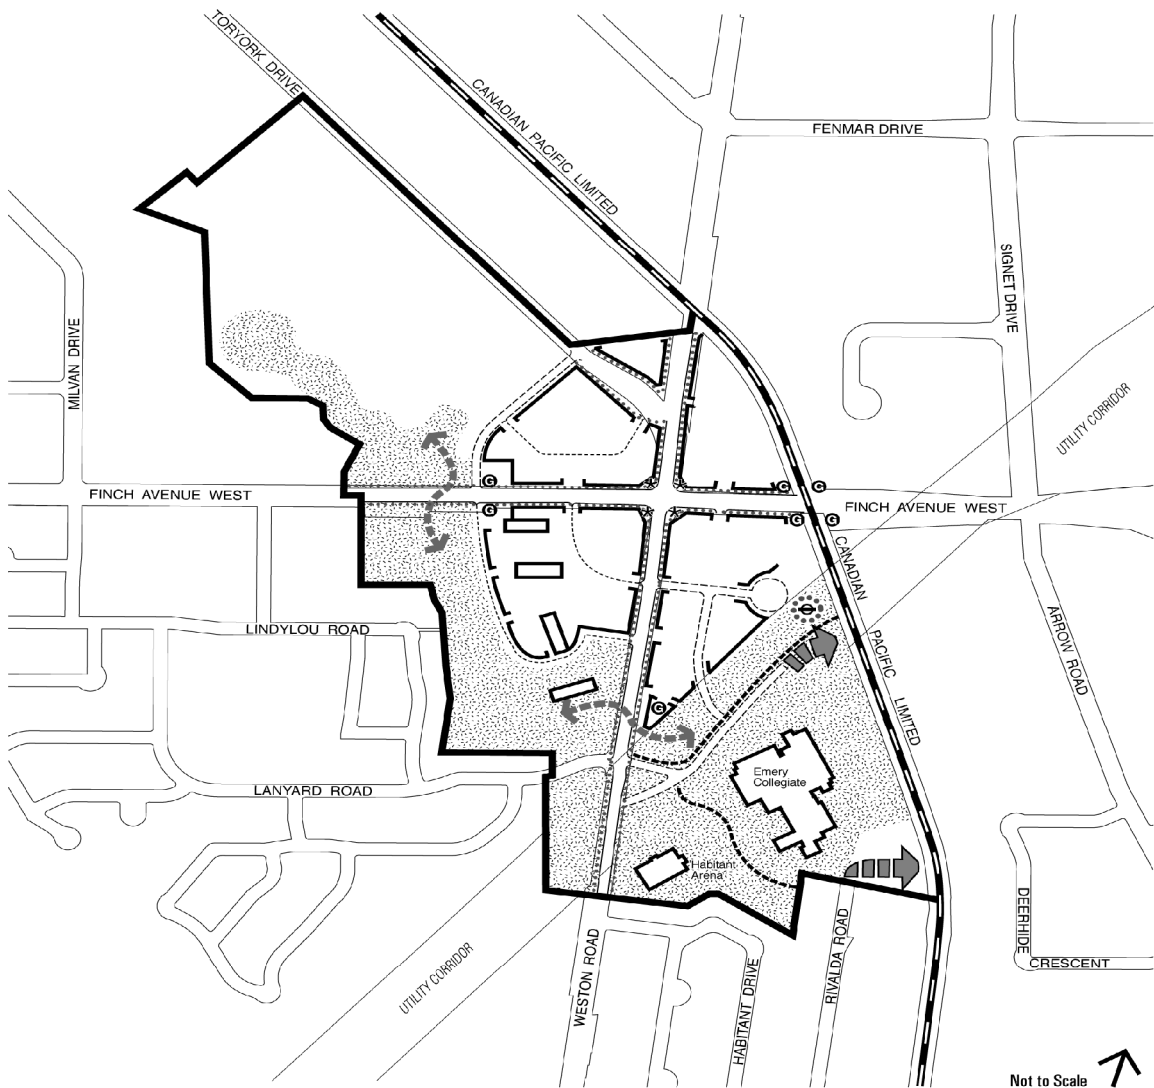 TORYORK DRIVE
CANADIAN PACIFIC LIMITED
FENMAR DRIVE
SIGNET DRIVE
MILVAN DRIVE
UTILITY CORRIDOR
G
G
G
FINCH AVENUE WEST
FINCH AVENUE WEST
G
G
G
CANADIAN PACIFIC LIMITED
ARROW ROAD
LINDYLOU ROAD
G
Emery
Collegiate
LANYARD ROAD
Habitant
Arena
DEERHIDE
CRESCENT
RIVALDA ROAD
WESTON ROAD
HABITANT DRIVE
UTILITY CORRIDOR
Not to Scale